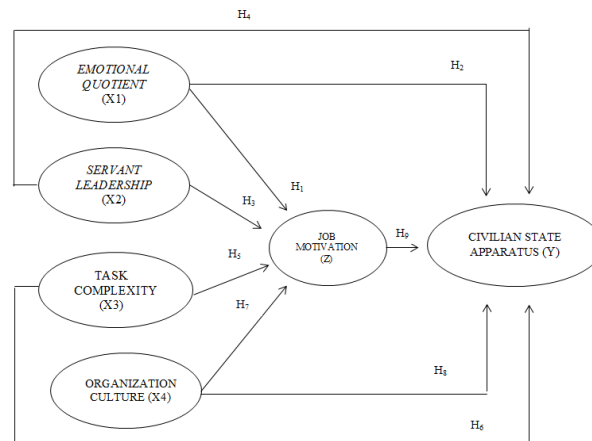 H4
EMOTIONAL
QUOTIENT
(X1)
H2
SERVANT
LEADERSHIP
(X2)
H1
H3
JOB
MOTIVATION
(Z)
H9
CIVILIAN STATE
APPARATUS (Y)
H5
TASK
COMPLEXITY
(X3)
H7
ORGANIZATION
CULTURE (X4)
H8
H6